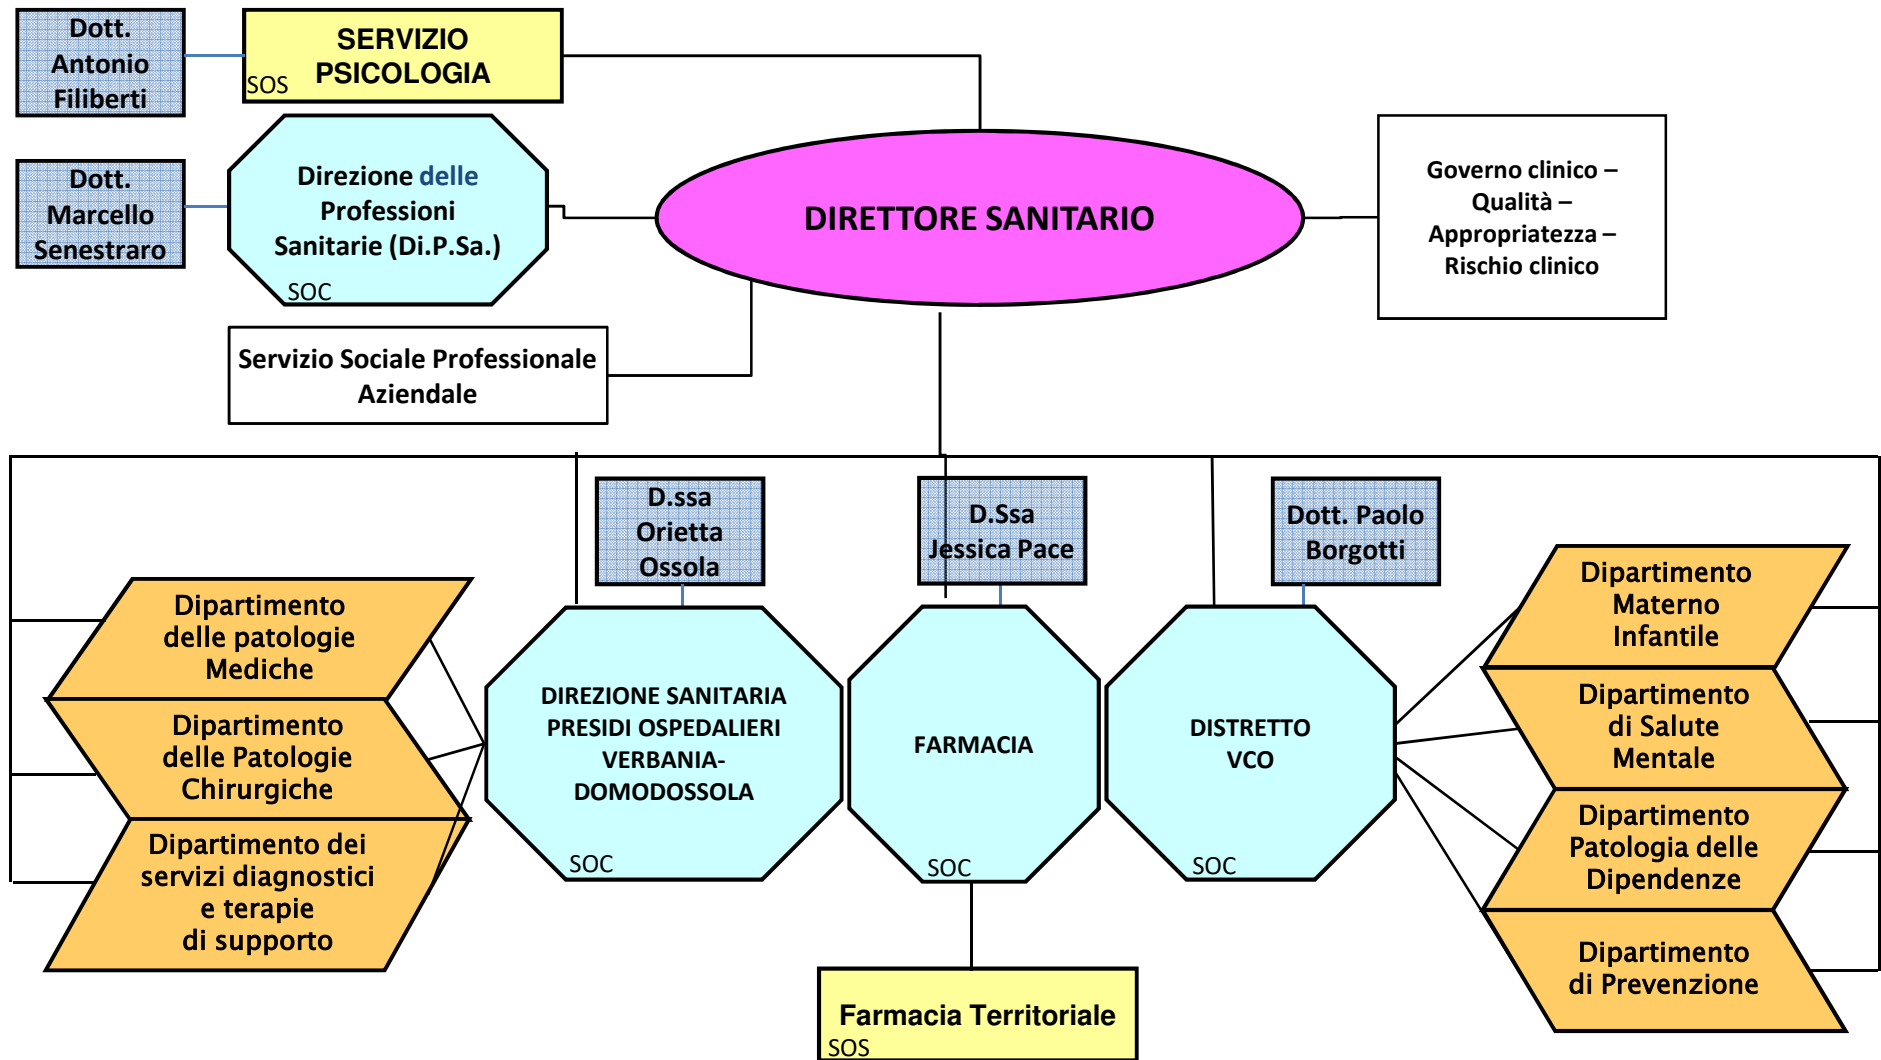 Dott.
Antonio
Filiberti
SERVIZIO
PSICOLOGIA
SOS
Dott.
Marcello
Senestraro
Direzione delle
Professioni
Sanitarie (Di.P.Sa.)
SOC
DIRETTORE SANITARIO
Governo clinico –
Qualità –
Appropriatezza –
Rischio clinico
Servizio Sociale Professionale
Aziendale
D.ssa
Orietta
Ossola
D.Ssa
Jessica Pace
Dott. Paolo
Borgotti
Dipartimento
delle patologie
Mediche
Dipartimento
delle Patologie
Chirurgiche
Dipartimento dei
servizi diagnostici
e terapie
di supporto
DIREZIONE SANITARIA
PRESIDI OSPEDALIERI
VERBANIA-
DOMODOSSOLA
SOC
FARMACIA
SOC
DISTRETTO
VCO
SOC
Dipartimento
Materno
Infantile
Dipartimento
di Salute
Mentale
Dipartimento
Patologia delle
Dipendenze
Dipartimento
di Prevenzione
Farmacia Territoriale
SOS